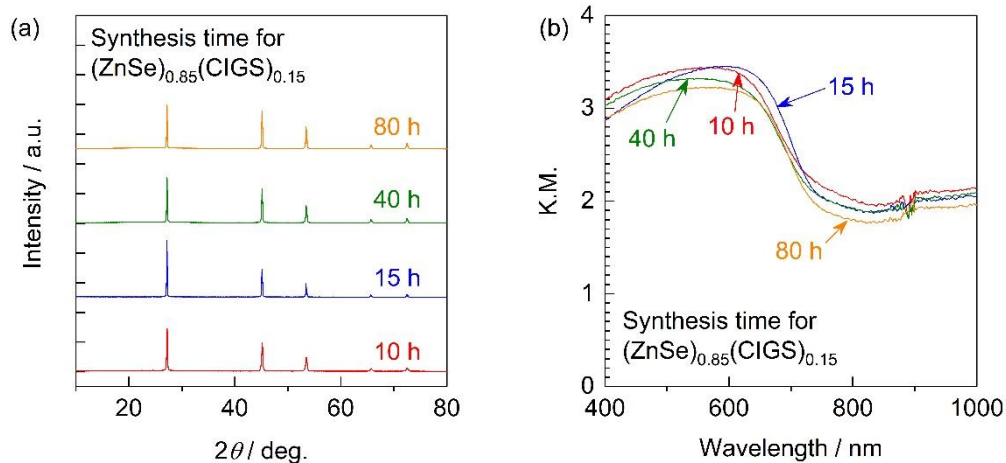 (a)
Synthesis time for
(ZnSe)0.85(CIGS)0.15
80 h
40 h
15 h
10 h
Intensity / a.u.
20 40 60 80
2θ / deg.
(b)
4
3
2
1
0
15 h
10 h
40 h
80 h
K.M.
Synthesis time for
(ZnSe)0.85(CIGS)0.15
400 600 800 1000
Wavelength / nm